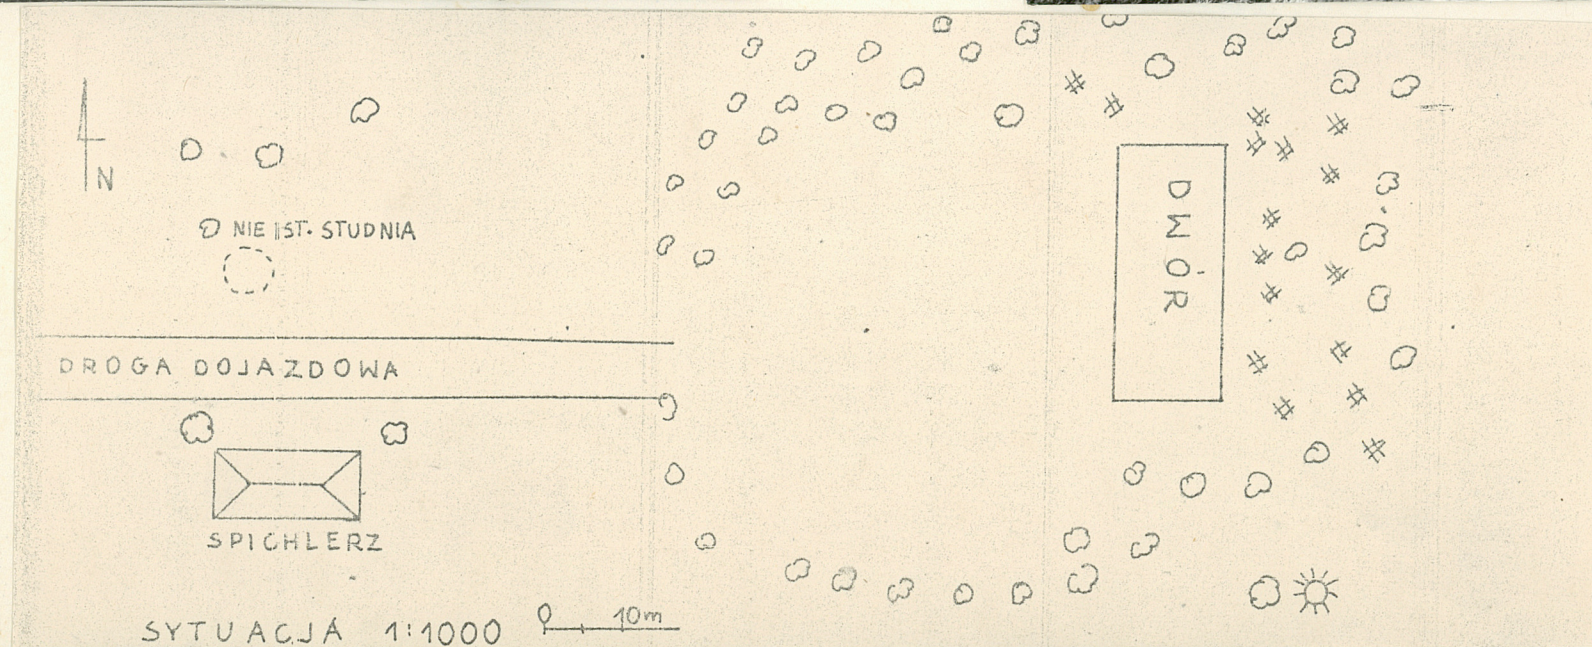 N
NIE IST. STUDNIA
DWÓR
DROGA DOJAZDOWA
SPICHLERZ
SYTUACJA 1:1000
0 10m